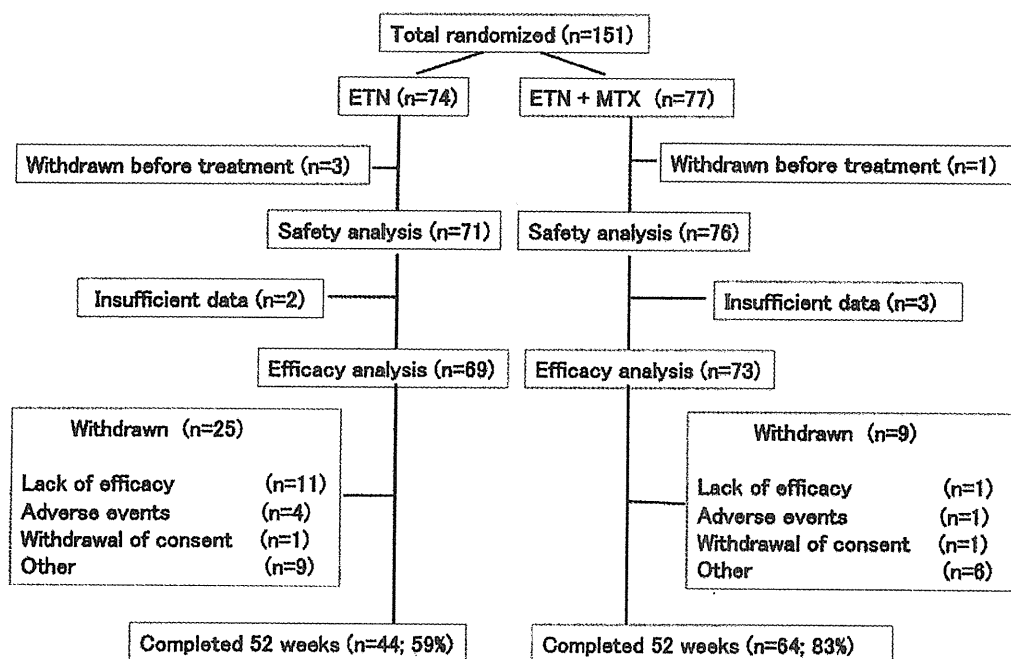 Total randomized (n=151)
ETN (n=74)
ETN + MTX (n=77)
Withdrawn before treatment (n=3)
Withdrawn before treatment (n=1)
Safety analysis (n=71)
Safety analysis (n=76)
Insufficient data (n=2)
Insufficient data (n=3)
Efficacy analysis (n=69)
Efficacy analysis (n=73)
Withdrawn (n=25)
Lack of efficacy (n=11)
Adverse events (n=4)
Withdrawal of consent (n=1)
Other (n=9)
Withdrawn (n=9)
Lack of efficacy (n=1)
Adverse events (n=1)
Withdrawal of consent (n=1)
Other (n=6)
Completed 52 weeks (n=44; 59%)
Completed 52 weeks (n=64; 83%)